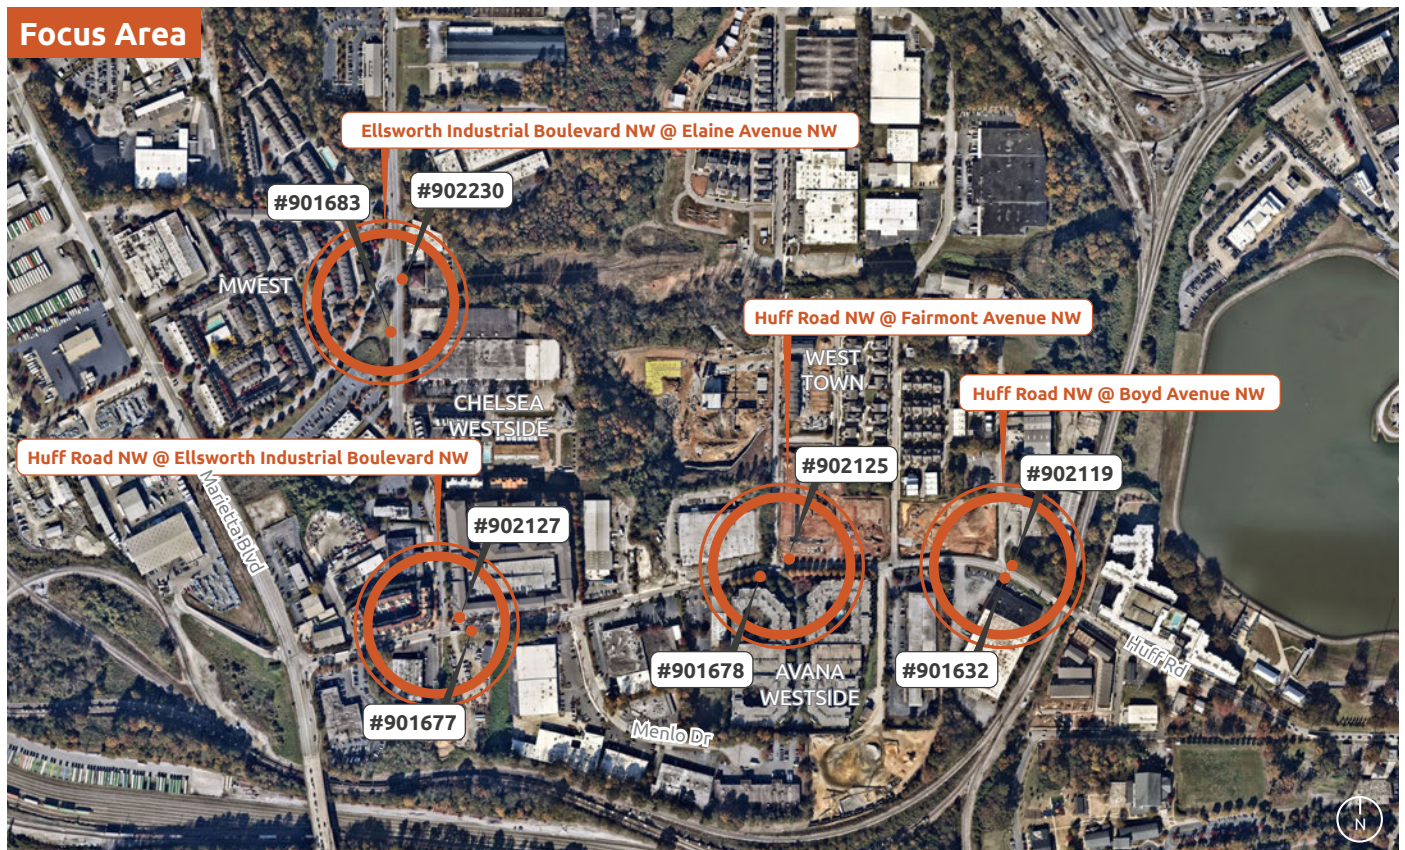 Focus Area
Ellsworth Industrial Boulevard NW @ Elaine Avenue NW
#901683
#902230
MWEST
Huff Road NW @ Fairmont Avenue NW
WEST
TOWN
Huff Road NW @ Boyd Avenue NW
CHELSEA
WESTSIDE
Huff Road NW @ Ellsworth Industrial Boulevard NW
#902125
#902119
Marietta Blvd
#902127
#901678
AVANA
WESTSIDE
#901632
Huff Rd
#901677
Menlo Dr
N